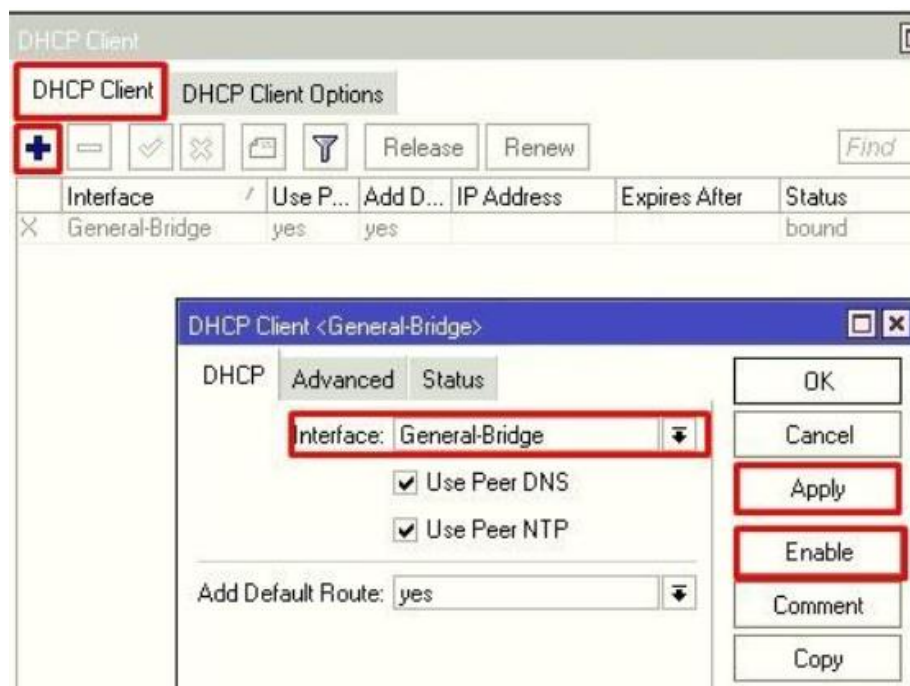 DHCP Client
DHCP Client DHCP Client Options
Release Renew Find
Interface Use P... Add D... IP Address Expires After Status
X General-Bridge yes yes bound
DHCP Client <General-Bridge>
DHCP Advanced Status
OK
Interface: General-Bridge
Cancel
Use Peer DNS
Apply
Use Peer NTP
Enable
Add Default Route: yes
Comment
Copy